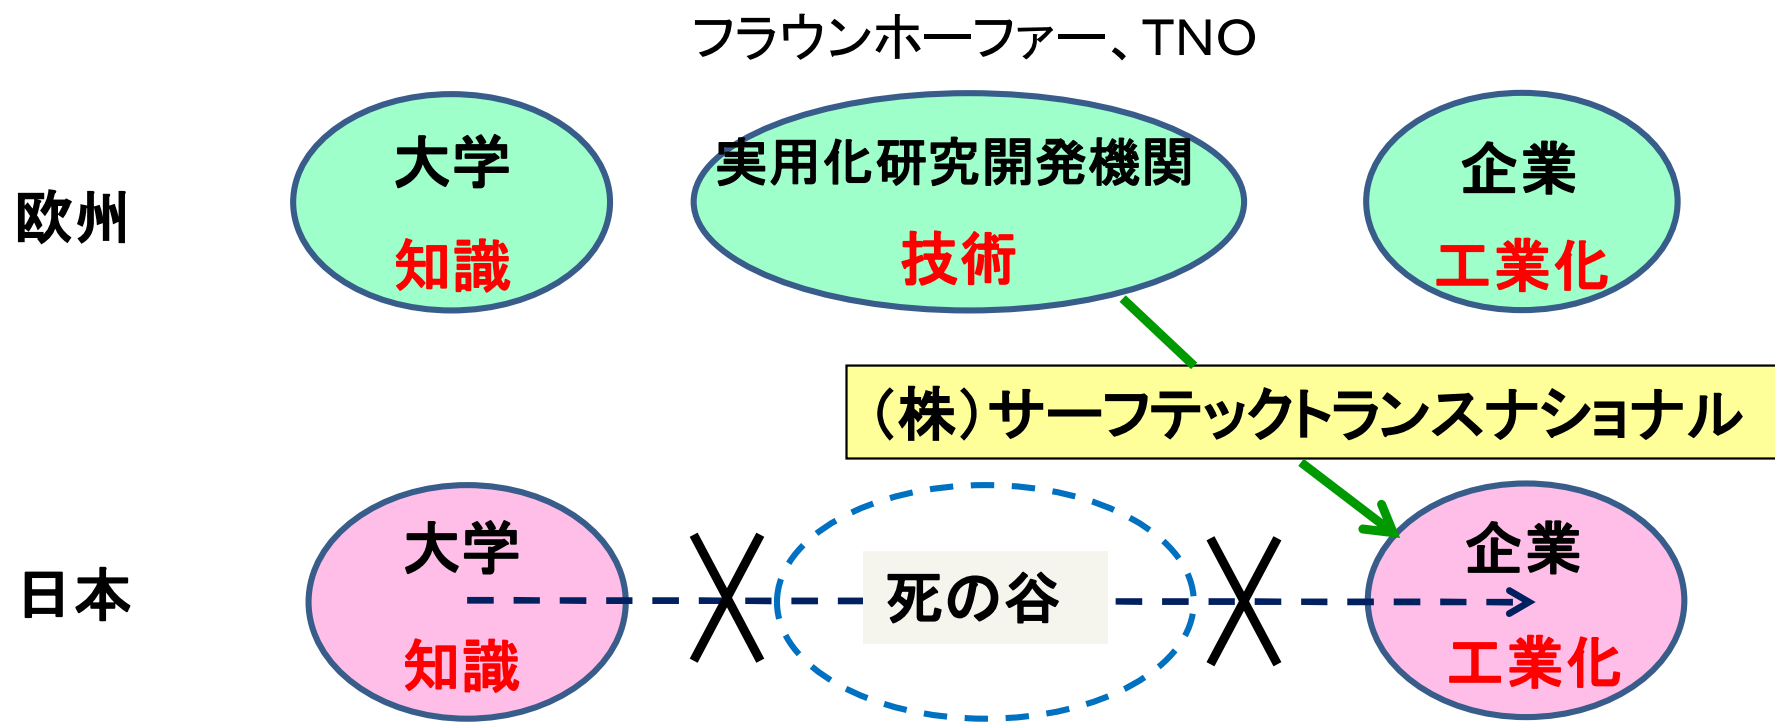 フラウンホーファー、TNO
欧州
大学
知識
実用化研究開発機関
技術
企業
工業化
（株）サーフテックトランスナショナル
日本
大学
知識
死の谷
企業
工業化